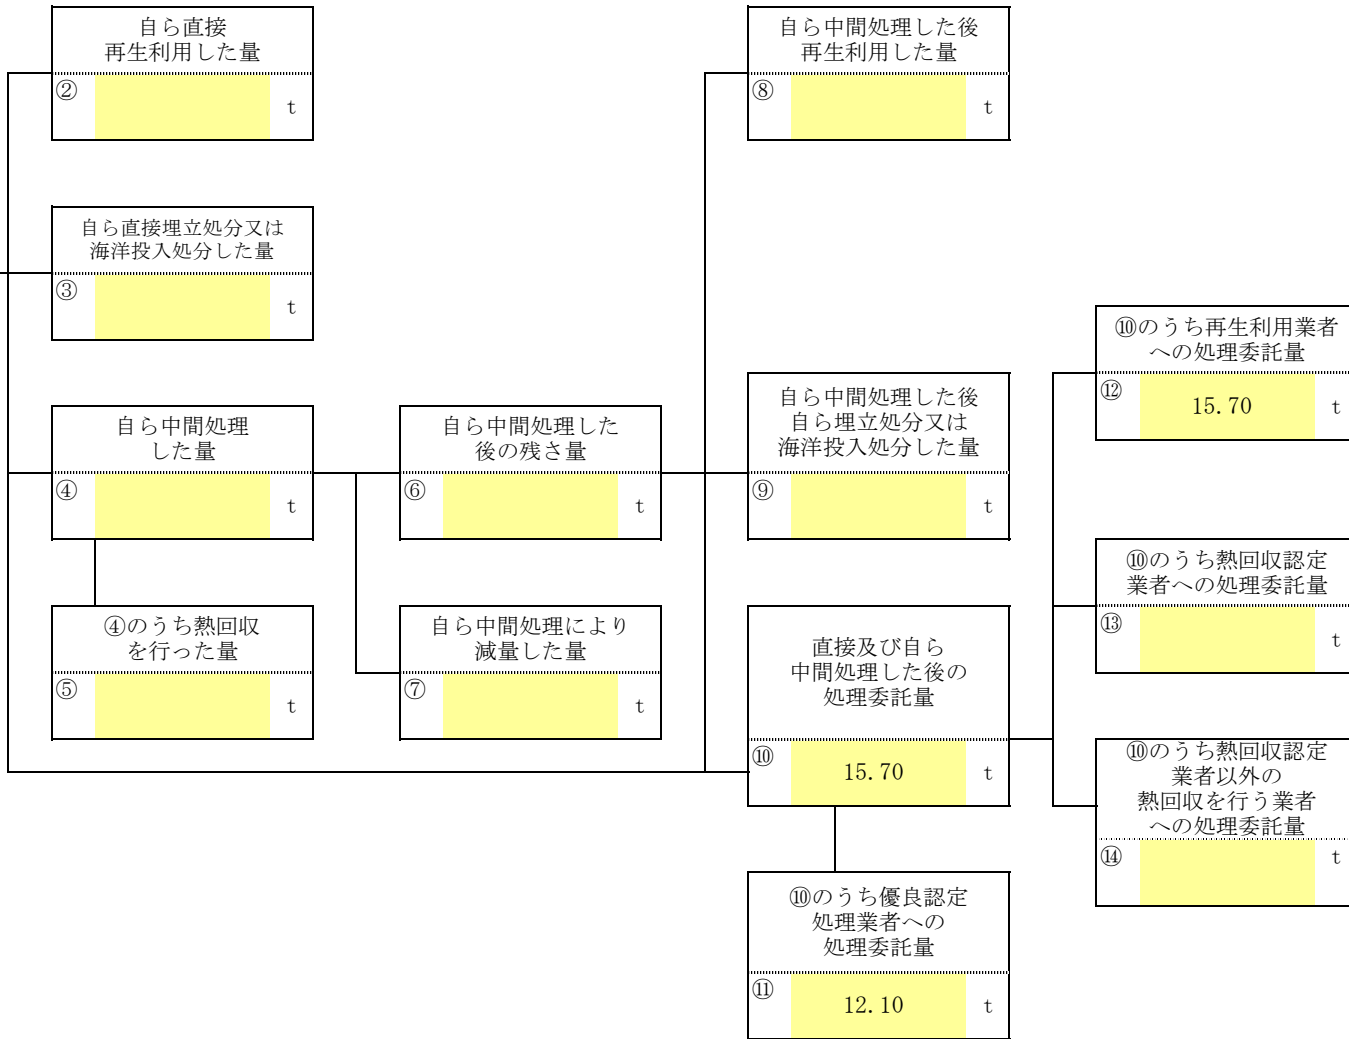 自ら直接
再生利用した量
②
t
自ら中間処理した後
再生利用した量
⑧
t
自ら直接埋立処分又は
海洋投入処分した量
③
t
⑩のうち再生利用業者
への処理委託量
⑫
15.70
t
自ら中間処理
した量
④
t
自ら中間処理した
後の残さ量
⑥
t
自ら中間処理した後
自ら埋立処分又は
海洋投入処分した量
⑨
t
⑩のうち熱回収認定
業者への処理委託量
⑬
t
④のうち熱回収
を行った量
⑤
t
自ら中間処理により
減量した量
⑦
t
直接及び自ら
中間処理した後の
処理委託量
⑩
15.70
t
⑩のうち熱回収認定
業者以外の
熱回収を行う業者
への処理委託量
⑭
t
⑩のうち優良認定
処理業者への
処理委託量
⑪
12.10
t